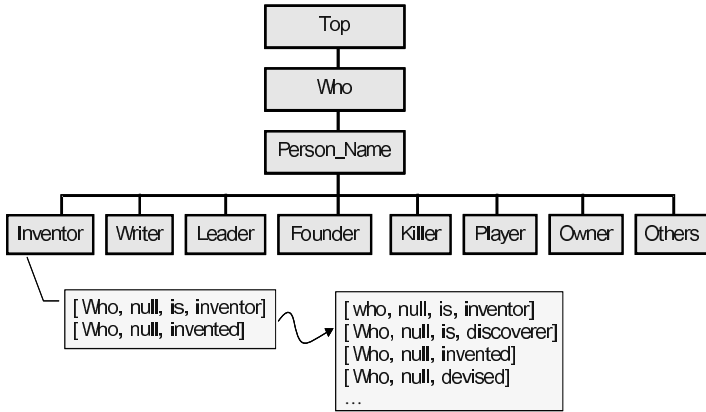 Top
Who
Person_Name
Inventor Writer Leader Founder Killer Player Owner Others
[ Who, null, is, inventor]
[ Who, null, invented]
[ who, null, is, inventor]
[ Who, null, is, discoverer]
[ Who, null, invented]
[ Who, null, devised]
...